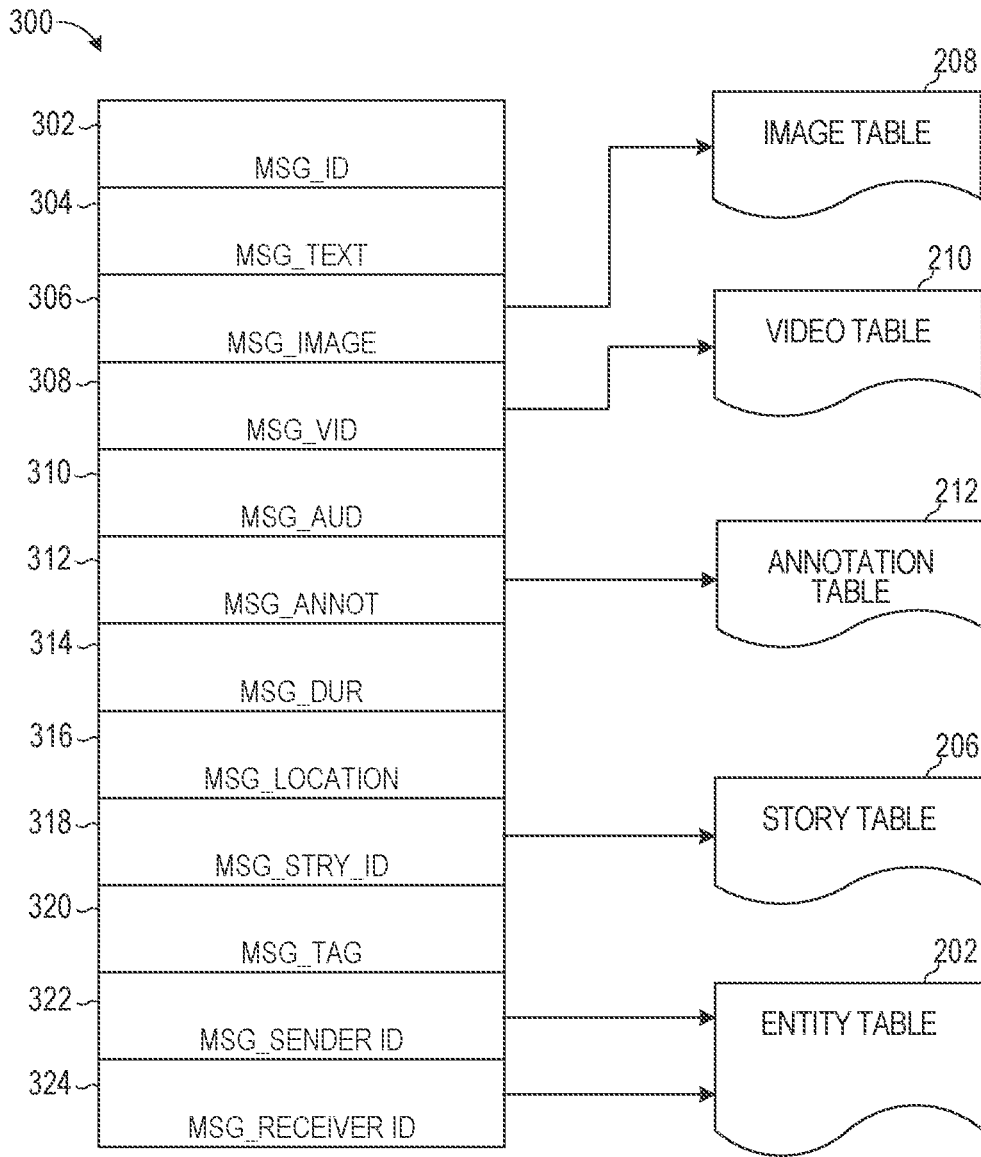 300
208
302
IMAGE TABLE
MSG_ID
304
MSG_TEXT
210
306
VIDEO TABLE
MSG_IMAGE
308
MSG_VID
310
212
MSG_AUD
312
ANNOTATION
TABLE
MSG_ANNOT
314
MSG_DUR
316
206
MSG_LOCATION
318
STORY TABLE
MSG_STRY_ID
320
MSG_TAG
202
322
ENTITY TABLE
MSG_SENDER ID
324
MSG_RECEIVER ID